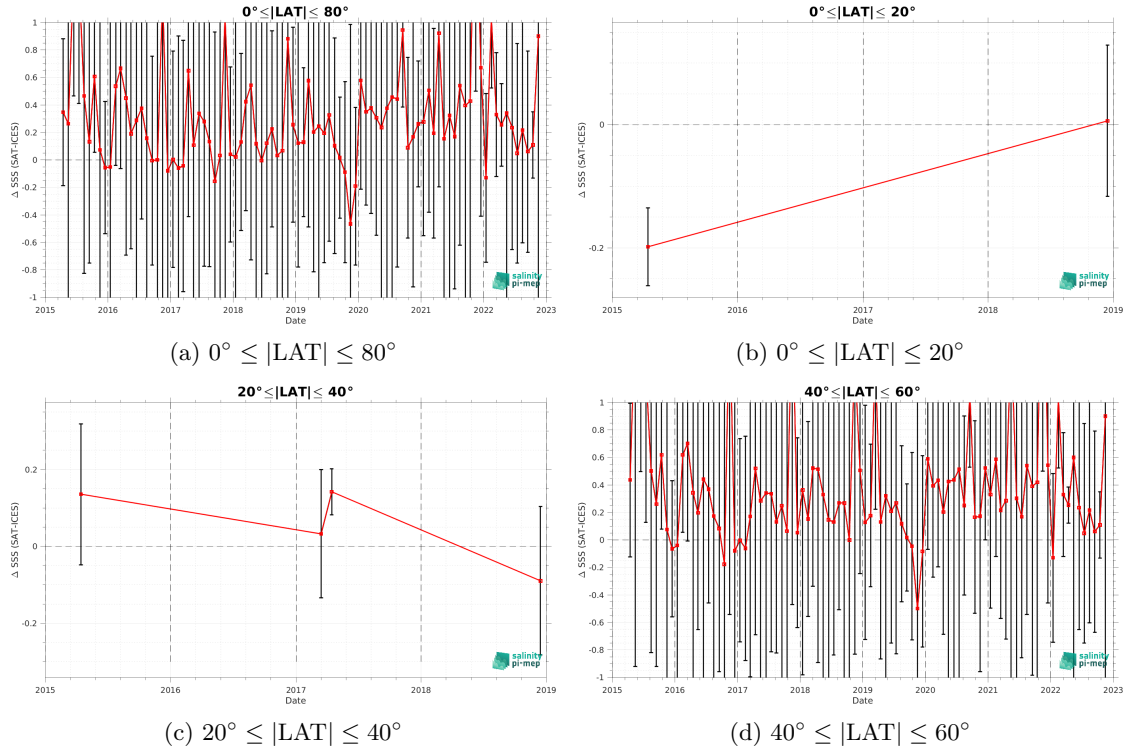 0°≤|LAT|≤ 80°
1
0.8
0.6
0.4
0.2
0
-0.2
-0.4
-0.6
-0.8
-1
Δ SSS (SAT-ICES)
2015 2016 2017 2018 2019 2020 2021 2022 2023
Date
salinity
pi-mep
(a) 0° ≤ |LAT| ≤ 80°
0°≤|LAT|≤ 20°
0
-0.2
Δ SSS (SAT-ICES)
2015 2016 2017 2018 2019
Date
salinity
pi-mep
(b) 0° ≤ |LAT| ≤ 20°
20°≤|LAT|≤ 40°
0.2
0
-0.2
Δ SSS (SAT-ICES)
2015 2016 2017 2018 2019
Date
salinity
pi-mep
(c) 20° ≤ |LAT| ≤ 40°
40°≤|LAT|≤ 60°
1
0.8
0.6
0.4
0.2
0
-0.2
-0.4
-0.6
-0.8
-1
Δ SSS (SAT-ICES)
2015 2016 2017 2018 2019 2020 2021 2022 2023
Date
salinity
pi-mep
(d) 40° ≤ |LAT| ≤ 60°